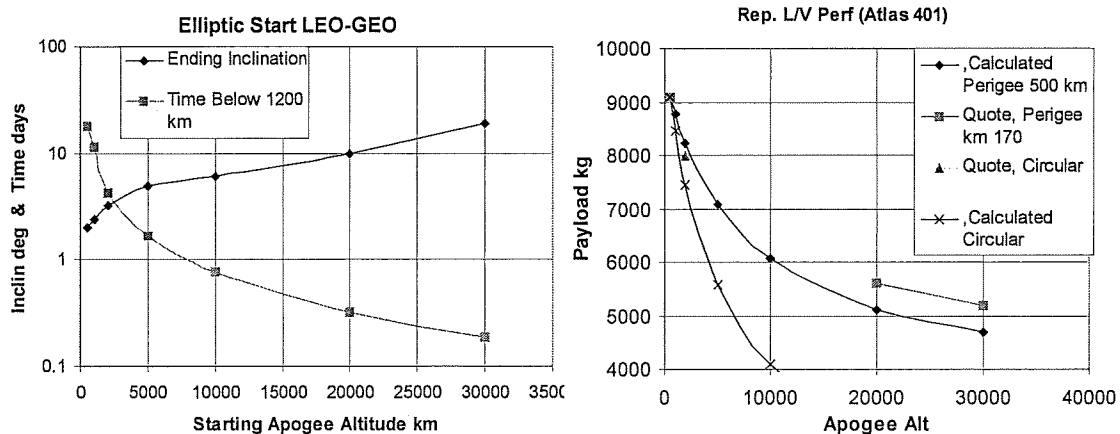 Elliptic Start LEO-GEO
100
10
1
0.1
Inclin deg & Time days
Ending Inclination
Time Below 1200
km
0
5000
10000
15000
20000
25000
30000
3500
Starting Apogee Altitude km
Rep. L/V Perf (Atlas 401)
10000
9000
8000
7000
6000
5000
4000
Payload kg
,Calculated
Perigee 500 km
Quote, Perigee
km 170
Quote, Circular
,Calculated
Circular
0
10000
20000
30000
40000
Apogee Alt